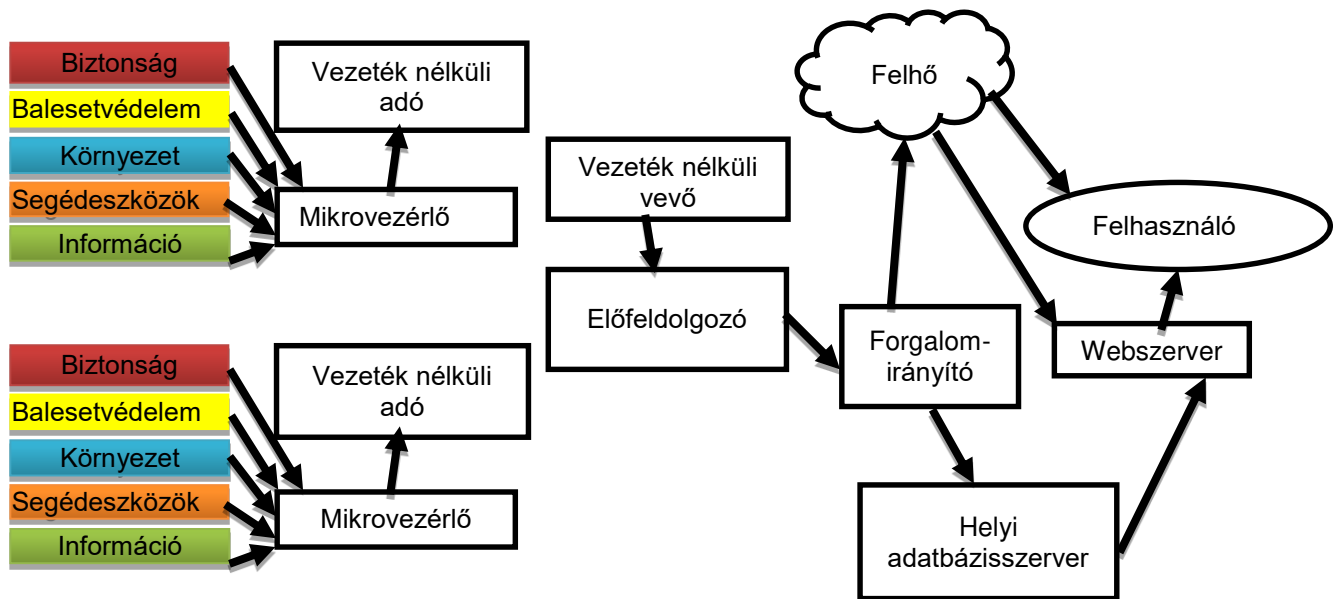 Biztonság
Balesetvédelem
Környezet
Segédeszközök
Információ
Vezeték nélküli
adó
Mikrovezérlő
Biztonság
Balesetvédelem
Környezet
Segédeszközök
Információ
Vezeték nélküli
adó
Mikrovezérlő
Vezeték nélküli
vevő
Előfeldolgozó
Forgalom-
irányító
Felhő
Felhasználó
Webszerver
Helyi
adatbázisszerver